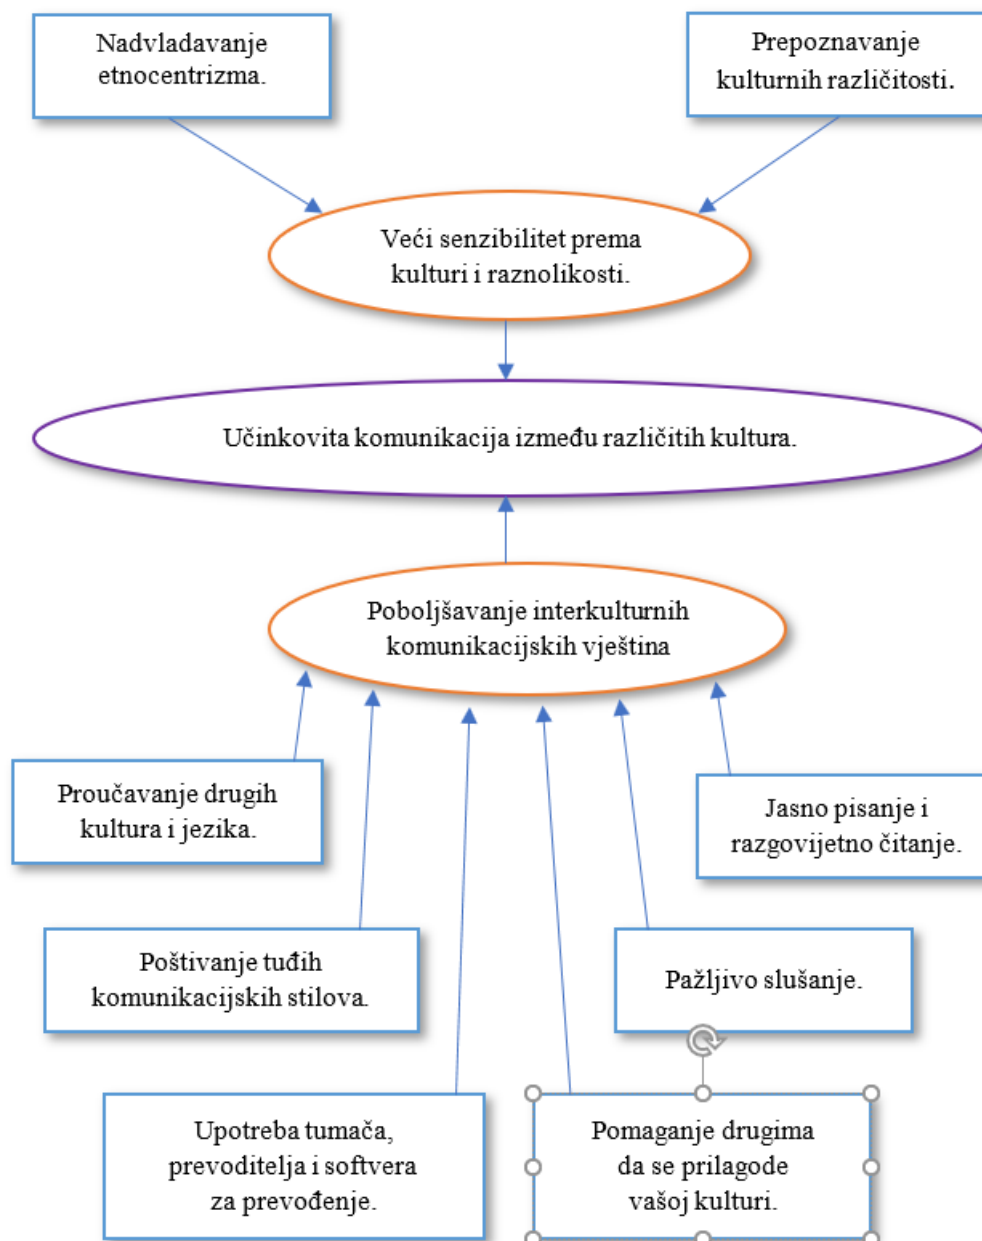 Nadvladavanje
etnocentrizma.
Prepoznavanje
kulturnih različitosti.
Veći senzibilitet prema
kulturi i raznolikosti.
Učinkovita komunikacija između različitih kultura.
Poboljšavanje interkulturnih
komunikacijskih vještina
Proučavanje drugih
kultura i jezika.
Jasno pisanje i
razgovijetno čitanje.
Poštivanje tuđih
komunikacijskih stilova.
Pažljivo slušanje.
Upotreba tumača,
prevoditelja i softvera
za prevođenje.
Pomaganje drugima
da se prilagode
vašoj kulturi.